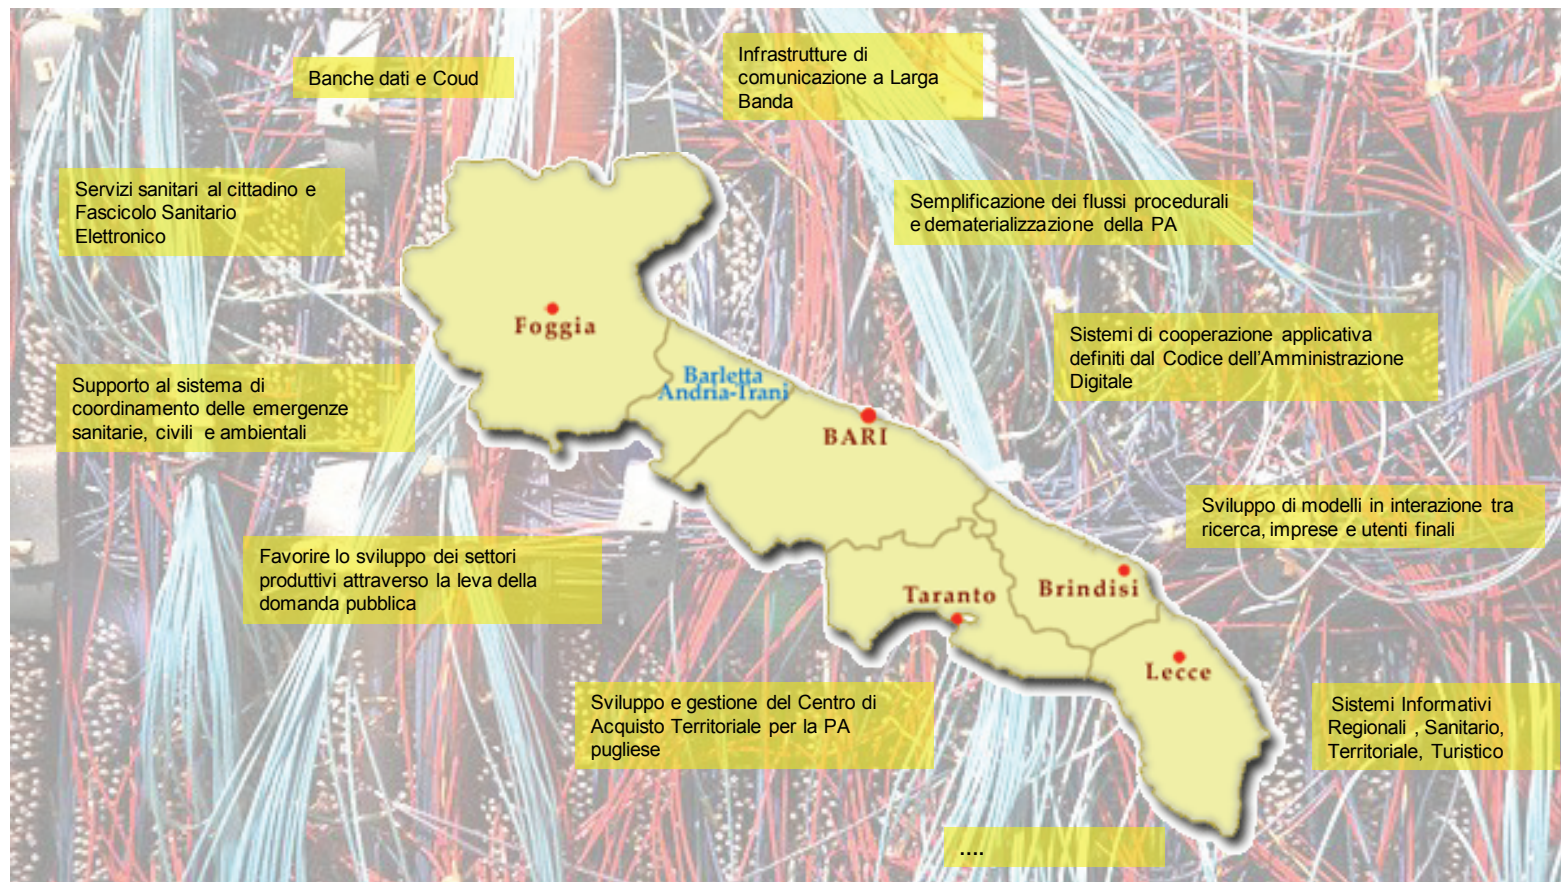 Banche dati e Coud
Infrastrutture di
comunicazione a Larga
Banda
Servizi sanitari al cittadino e
Fascicolo Sanitario
Elettronico
Semplificazione dei flussi procedurali
e dematerializzazione della PA
Foggia
Sistemi di cooperazione applicativa
definiti dal Codice dell'Amministrazione
Digitale
Supporto al sistema di
coordinamento delle emergenze
sanitarie, civili e ambientali
Barletta
Andria-Trani
BARI
Sviluppo di modelli in interazione tra
ricerca, imprese e utenti finali
Favorire lo sviluppo dei settori
produttivi attraverso la leva della
domanda pubblica
Taranto
Brindisi
Lecce
Sviluppo e gestione del Centro di
Acquisto Territoriale per la PA
pugliese
Sistemi Informativi
Regionali , Sanitario,
Territoriale, Turistico
....